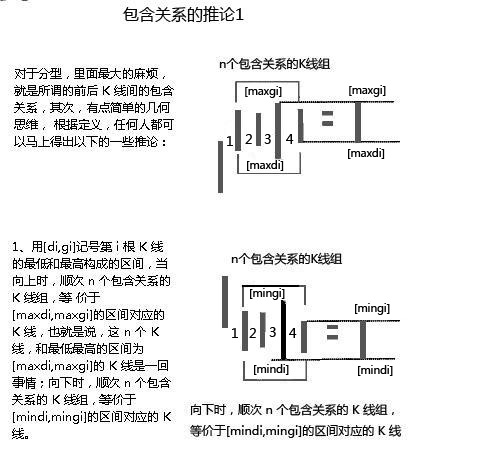 包含关系的推论1
对于分型，里面最大的麻烦，
就是所谓的前后 K 线间的包含
关系，其次，有点简单的几何
思维，根据定义，任何人都可
以马上得出以下的一些推论：
n个包含关系的K线组
[maxgi]
[maxgi]
1 2 3 4 =
[maxdi]
[maxdi]
1、用[di,gi]记号第 i 根 K 线
的最低和最高构成的区间，当
向上时，顺次 n 个包含关系的
K 线组，等 价于
[maxdi,maxgi]的区间对应的
K 线，也就是说，这 n 个 K
线，和最低最高的区间为
[maxdi,maxgi]的 K 线是一回
事情；向下时，顺次 n 个包含
关系的 K 线组，等价于
[mindi,mingi]的区间对应的 K
线。
n个包含关系的K线组
[mingi]
[mingi]
1 2 3 4 =
[mindi]
[mindi]
向下时，顺次 n 个包含关系的 K 线组，
等价于[mindi,mingi]的区间对应的 K 线